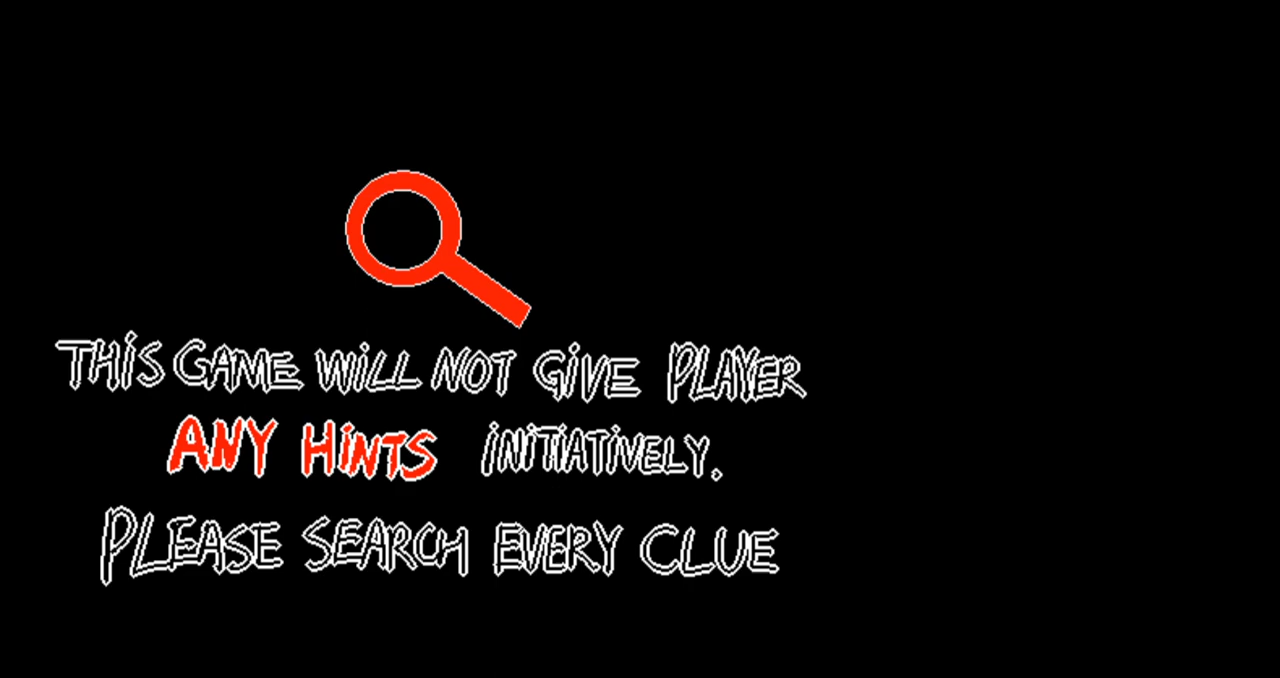 THiS GAME WiLL NOT GiVE PLAYER
ANY HiNTS iNiTiATiVELY.
PLEASE SEARCH EVERY CLUE